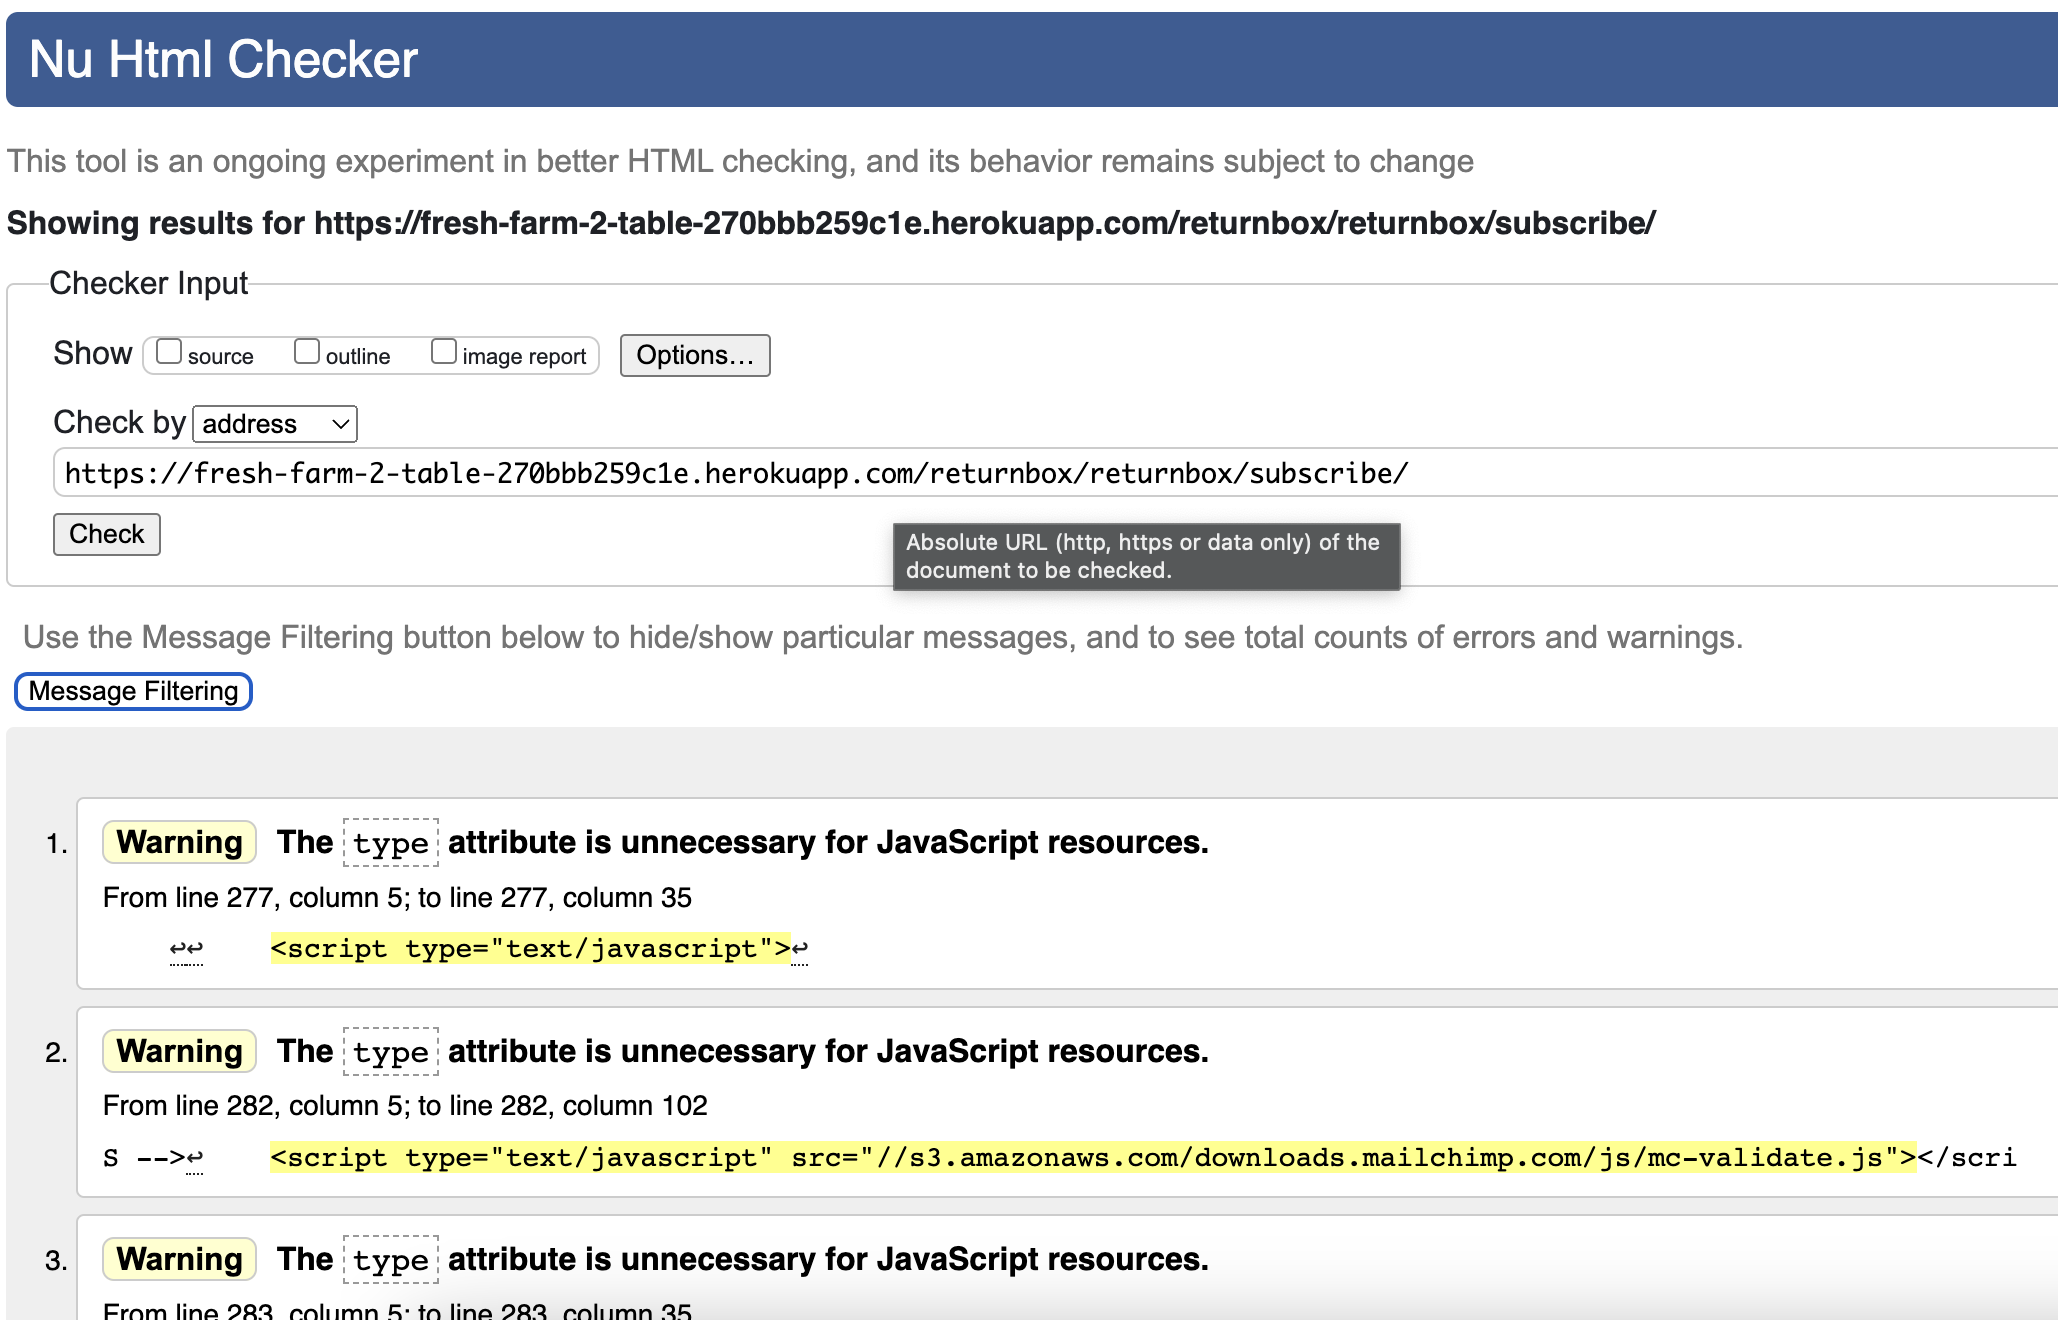 Nu Html Checker
This tool is an ongoing experiment in better HTML checking, and its behavior remains subject to change
Showing results for https://fresh-farm-2-table-270bbb259c1e.herokuapp.com/returnbox/returnbox/subscribe/
Checker Input
Show source outline image report Options...
Check by address
https://fresh-farm-2-table-270bbb259c1e.herokuapp.com/returnbox/returnbox/subscribe/
Check
Absolute URL (http, https or data only) of the
document to be checked.
Use the Message Filtering button below to hide/show particular messages, and to see total counts of errors and warnings.
Message Filtering
1. Warning The type attribute is unnecessary for JavaScript resources.
From line 277, column 5; to line 277, column 35
↩↩ <script type="text/javascript">↩
2. Warning The type attribute is unnecessary for JavaScript resources.
From line 282, column 5; to line 282, column 102
S -->↩ <script type="text/javascript" src="//s3.amazonaws.com/downloads.mailchimp.com/js/mc-validate.js"></scri
3. Warning The type attribute is unnecessary for JavaScript resources.
From line 283, column 5; to line 283, column 35